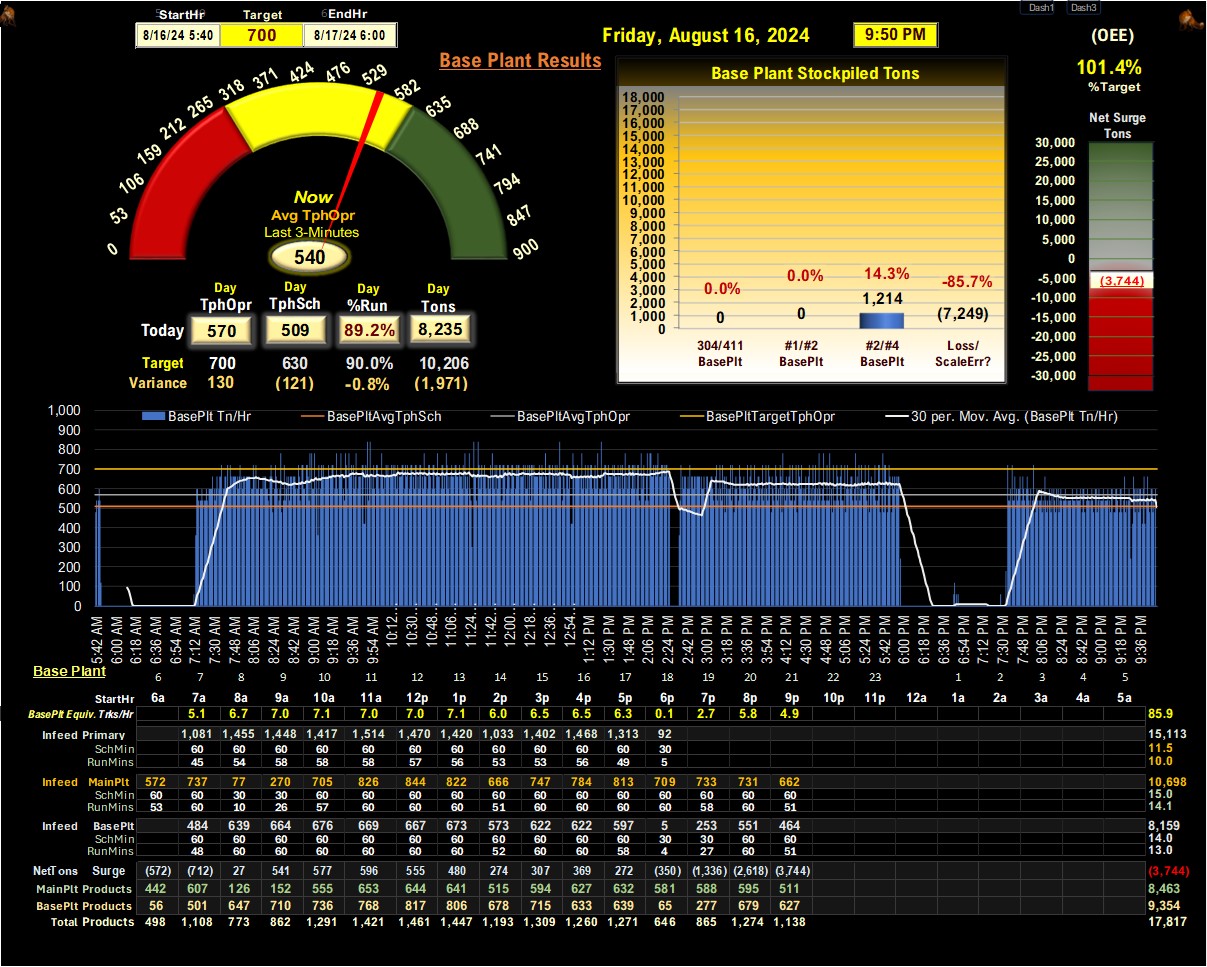 StartHr Target EndHr
8/16/24 5:40 700 8/17/24 6:00
Dash1 Dash3
Friday, August 16, 2024 9:50 PM
Base Plant Results
(OEE)
101.4%
%Target
0 53 106 159 212 265 318 371 424 476 529 582 635 688 741 794 847 900
Now
Avg TphOpr
Last 3-Minutes
540
Day Day Day Day
TphOpr TphSch %Run Tons
Today 570 509 89.2% 8,235
Target 700 630 90.0% 10,206
Variance 130 (121) -0.8% (1,971)
Base Plant Stockpiled Tons
18,000
17,000
16,000
15,000
14,000
13,000
12,000
11,000
10,000
9,000
8,000
7,000
6,000
5,000
4,000
3,000
2,000
1,000
0
0.0% 0.0% 14.3% -85.7%
0 0 1,214 (7,249)
304/411 #1/#2 #2/#4 Loss/
BasePlt BasePlt BasePlt ScaleErr?
Net Surge
Tons
30,000
25,000
20,000
15,000
10,000
5,000
0
-5,000
-10,000
-15,000
-20,000
-25,000
-30,000
(3,744)
BasePlt Tn/Hr BasePltAvgTphSch BasePltAvgTphOpr BasePltTargetTphOpr 30 per. Mov. Avg. (BasePlt Tn/Hr)
1,000
900
800
700
600
500
400
300
200
100
0
5:42 AM 6:00 AM 6:18 AM 6:36 AM 6:54 AM 7:12 AM 7:30 AM 7:48 AM 8:06 AM 8:24 AM 8:42 AM 9:00 AM 9:18 AM 9:36 AM 9:54 AM 10:12… 10:30… 10:48… 11:06… 11:24… 11:42… 12:00… 12:18… 12:36… 12:54… 1:12 PM 1:30 PM 1:48 PM 2:06 PM 2:24 PM 2:42 PM 3:00 PM 3:18 PM 3:36 PM 3:54 PM 4:12 PM 4:30 PM 4:48 PM 5:06 PM 5:24 PM 5:42 PM 6:00 PM 6:18 PM 6:36 PM 6:54 PM 7:12 PM 7:30 PM 7:48 PM 8:06 PM 8:24 PM 8:42 PM 9:00 PM 9:18 PM 9:36 PM
Base Plant
6 7 8 9 10 11 12 13 14 15 16 17 18 19 20 21 22 23 1 2 3 4 5
StartHr 6a 7a 8a 9a 10a 11a 12p 1p 2p 3p 4p 5p 6p 7p 8p 9p 10p 11p 12a 1a 2a 3a 4a 5a
BasePlt Equiv. Trks/Hr 5.1 6.7 7.0 7.1 7.0 7.0 7.1 6.0 6.5 6.5 6.3 0.1 2.7 5.8 4.9 85.9
Infeed Primary 1,081 1,455 1,448 1,417 1,514 1,470 1,420 1,033 1,402 1,468 1,313 92 15,113
SchMin 60 60 60 60 60 60 60 60 60 60 60 30 11.5
RunMins 45 54 58 58 58 57 56 53 53 56 49 5 10.0
Infeed MainPlt 572 737 77 270 705 826 844 822 666 747 784 813 709 733 731 662 10,698
SchMin 60 60 30 30 60 60 60 60 60 60 60 60 60 60 60 60 15.0
RunMins 53 60 10 26 57 60 60 60 51 60 60 60 60 58 60 51 14.1
Infeed BasePlt 484 639 664 676 669 667 673 573 622 622 597 5 253 551 464 8,159
SchMin 60 60 60 60 60 60 60 60 60 60 60 30 30 60 60 14.0
RunMins 48 60 60 60 60 60 60 52 60 60 58 4 27 60 51 13.0
NetTons Surge (572) (712) 27 541 577 596 555 480 274 307 369 272 (350) (1,336) (2,618) (3,744) (3,744)
MainPlt Products 442 607 126 152 555 653 644 641 515 594 627 632 581 588 595 511 8,463
BasePlt Products 56 501 647 710 736 768 817 806 678 715 633 639 65 277 679 627 9,354
Total Products 498 1,108 773 862 1,291 1,421 1,461 1,447 1,193 1,309 1,260 1,271 646 865 1,274 1,138 17,817